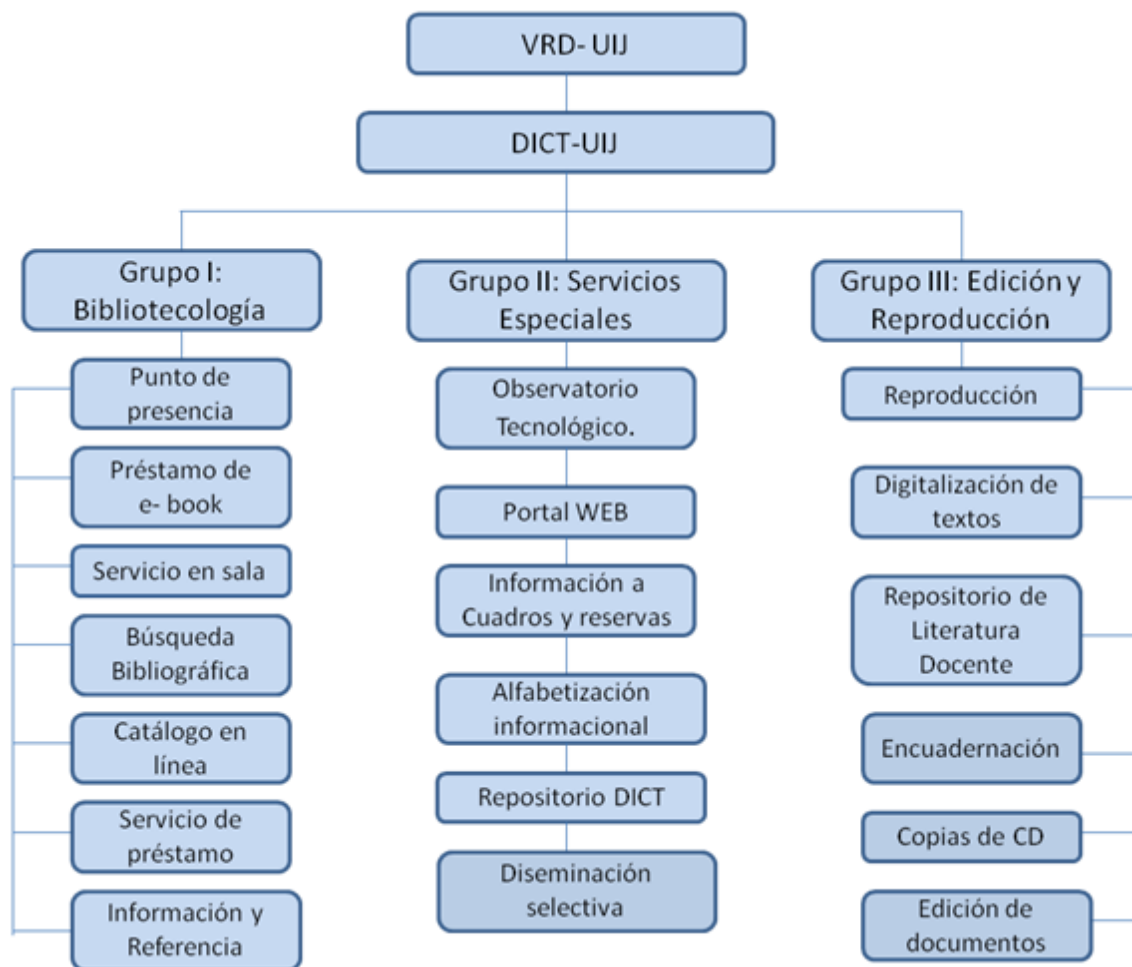 VRD- UIJ
DICT-UIJ
Grupo I:
Bibliotecología
Punto de
presencia
Préstamo de
e- book
Servicio en sala
Búsqueda
Bibliográfica
Catálogo en
línea
Servicio de
préstamo
Información y
Referencia
Grupo II: Servicios
Especiales
Observatorio
Tecnológico.
Portal WEB
Información a
Cuadros y reservas
Alfabetización
informacional
Repositorio DICT
Diseminación
selectiva
Grupo III: Edición y
Reproducción
Reproducción
Digitalización de
textos
Repositorio de
Literatura
Docente
Encuadernación
Copias de CD
Edición de
documentos